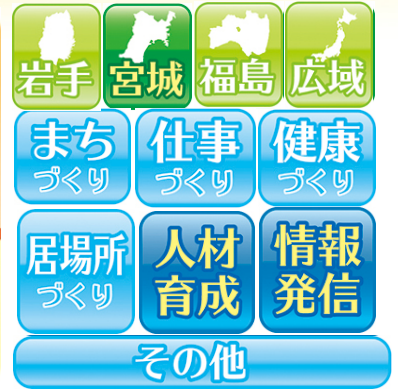 岩手 宮城 福島 広域
まち 仕事 健康
づくり づくり づくり
居場所 人材 情報
づくり 育成 発信
その他